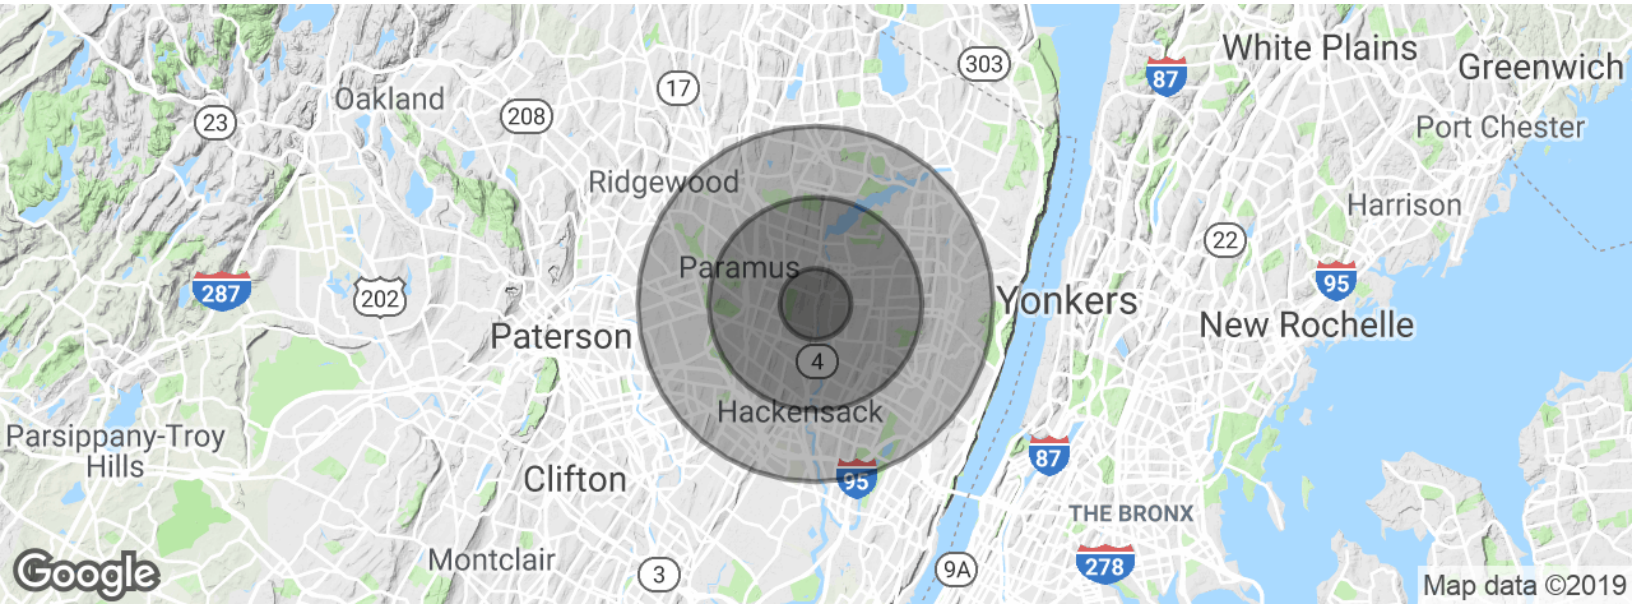 White Plains
87
303
Greenwich
17
Oakland
208
23
Port Chester
Ridgewood
Harrison
22
Paramus
95
287
202
Yonkers
New Rochelle
Paterson
4
Hackensack
Parsippany-Troy
Hills
87
Clifton
95
THE BRONX
Montclair
278
9A
3
Google
Map data ©2019